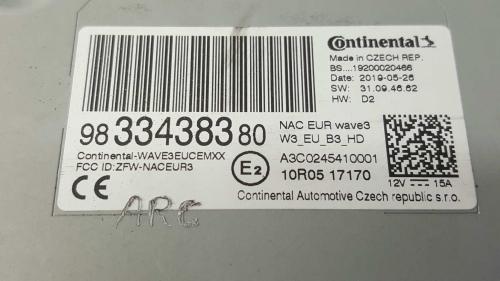 Continental
Made in CZECH REP.
BS....19200020466
Date: 2019-05-26
SW: 31.09.46.62
HW: D2
98 33443838 80
NAC EUR wave3
W3_EU_B3_HD
Continental-WAVE3EUCEMXX
FCC ID:ZFW-NACEUR3
A3C0245410001
E2
10R05 17170
12V 15A
CE
Continental Automotive Czech republic s.r.o.
ARC